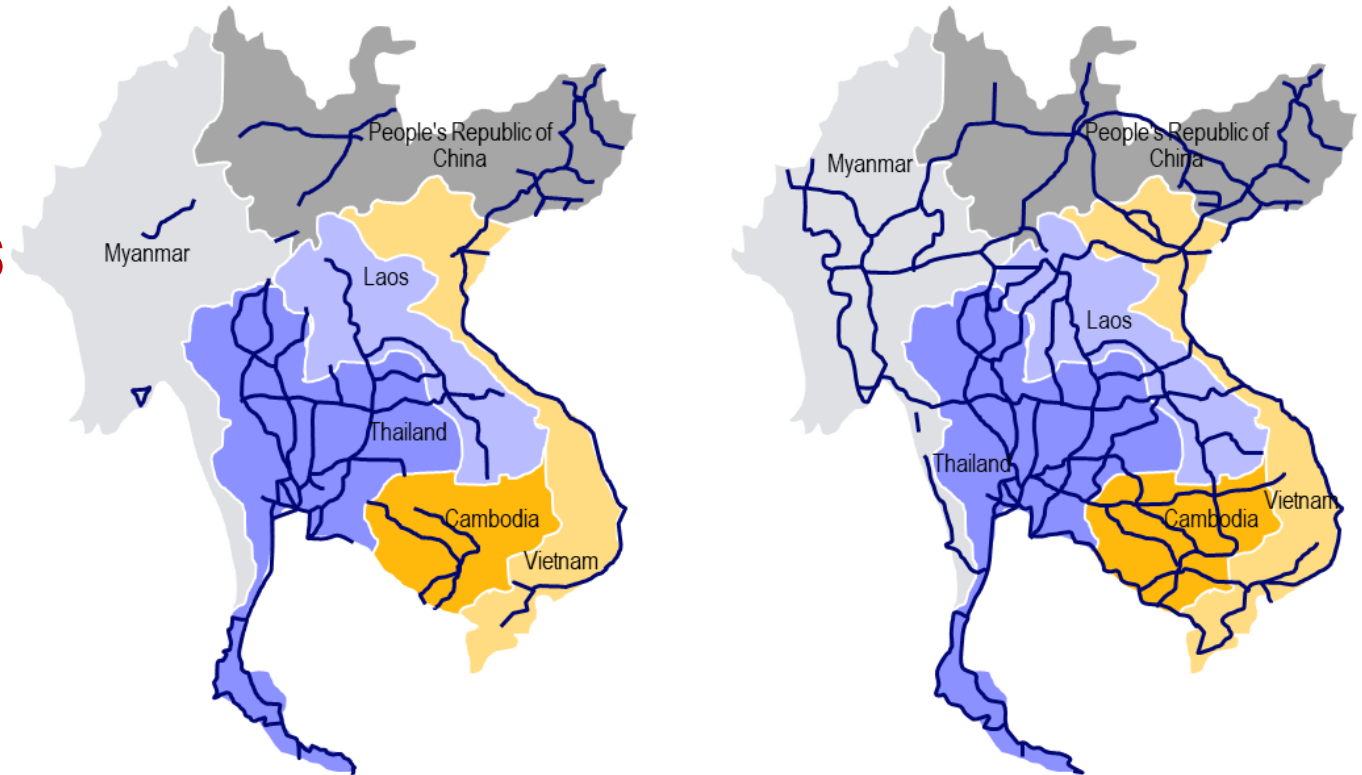 People's Republic of
China
Myanmar
Laos
Thailand
Cambodia
Vietnam
People's Republic of
China
Myanmar
Laos
Thailand
Cambodia
Vietnam
s